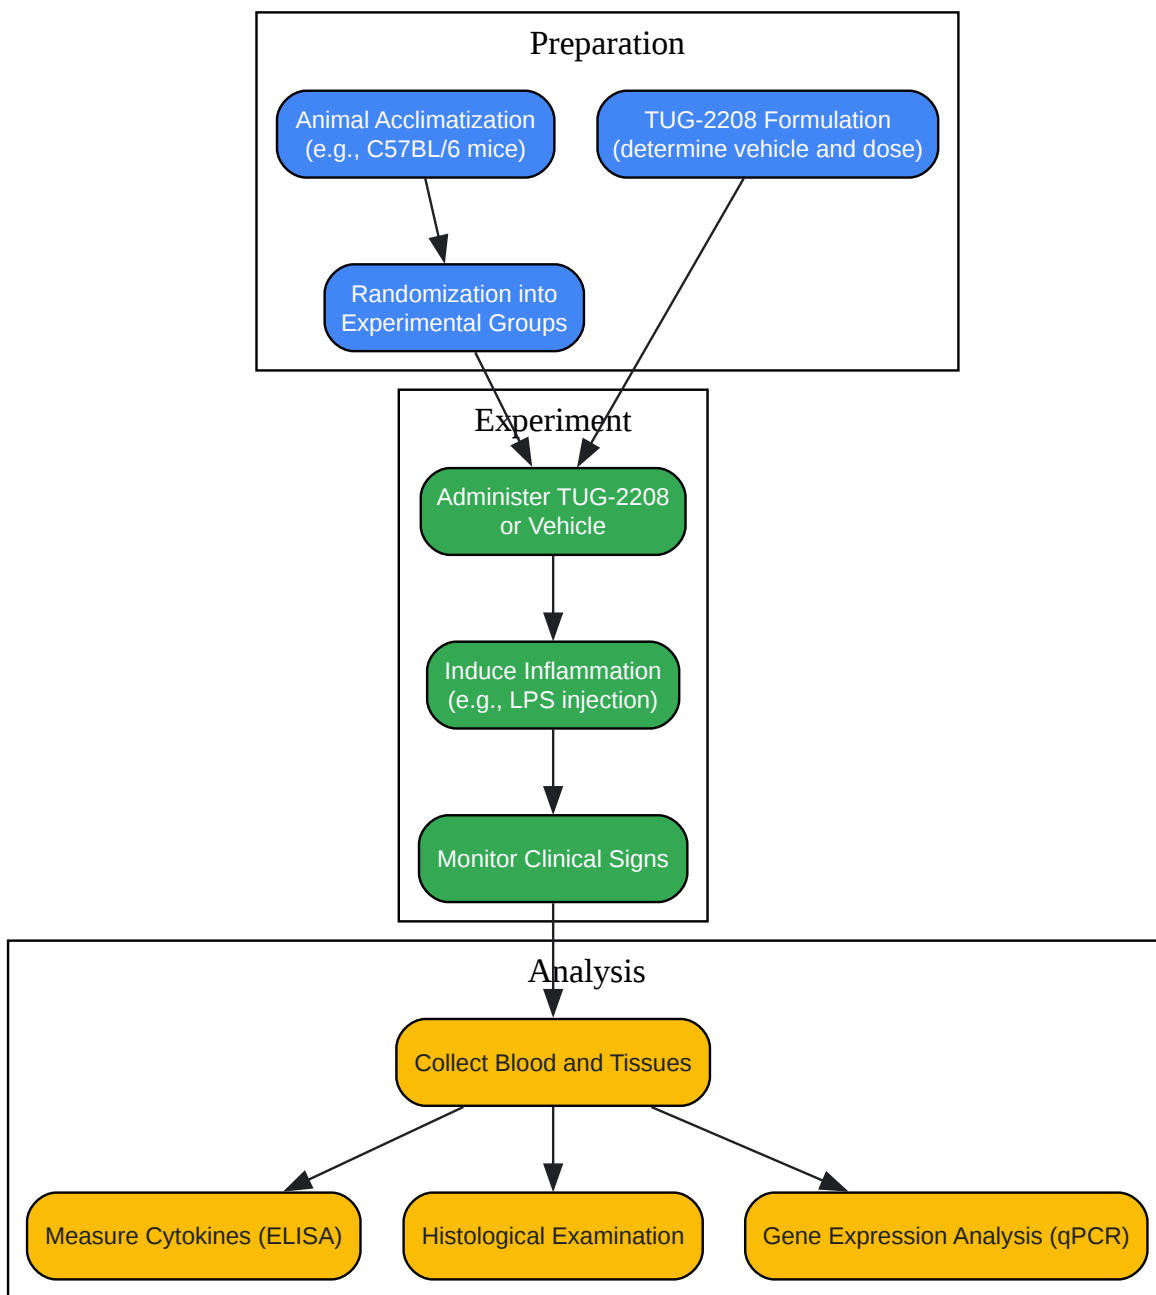 Preparation
Animal Acclimatization
(e.g., C57BL/6 mice)
TUG-2208 Formulation
(determine vehicle and dose)
Randomization into
Experimental Groups
Experiment
Administer TUG-2208
or Vehicle
Induce Inflammation
(e.g., LPS injection)
Monitor Clinical Signs
Analysis
Collect Blood and Tissues
Measure Cytokines (ELISA)
Histological Examination
Gene Expression Analysis (qPCR)